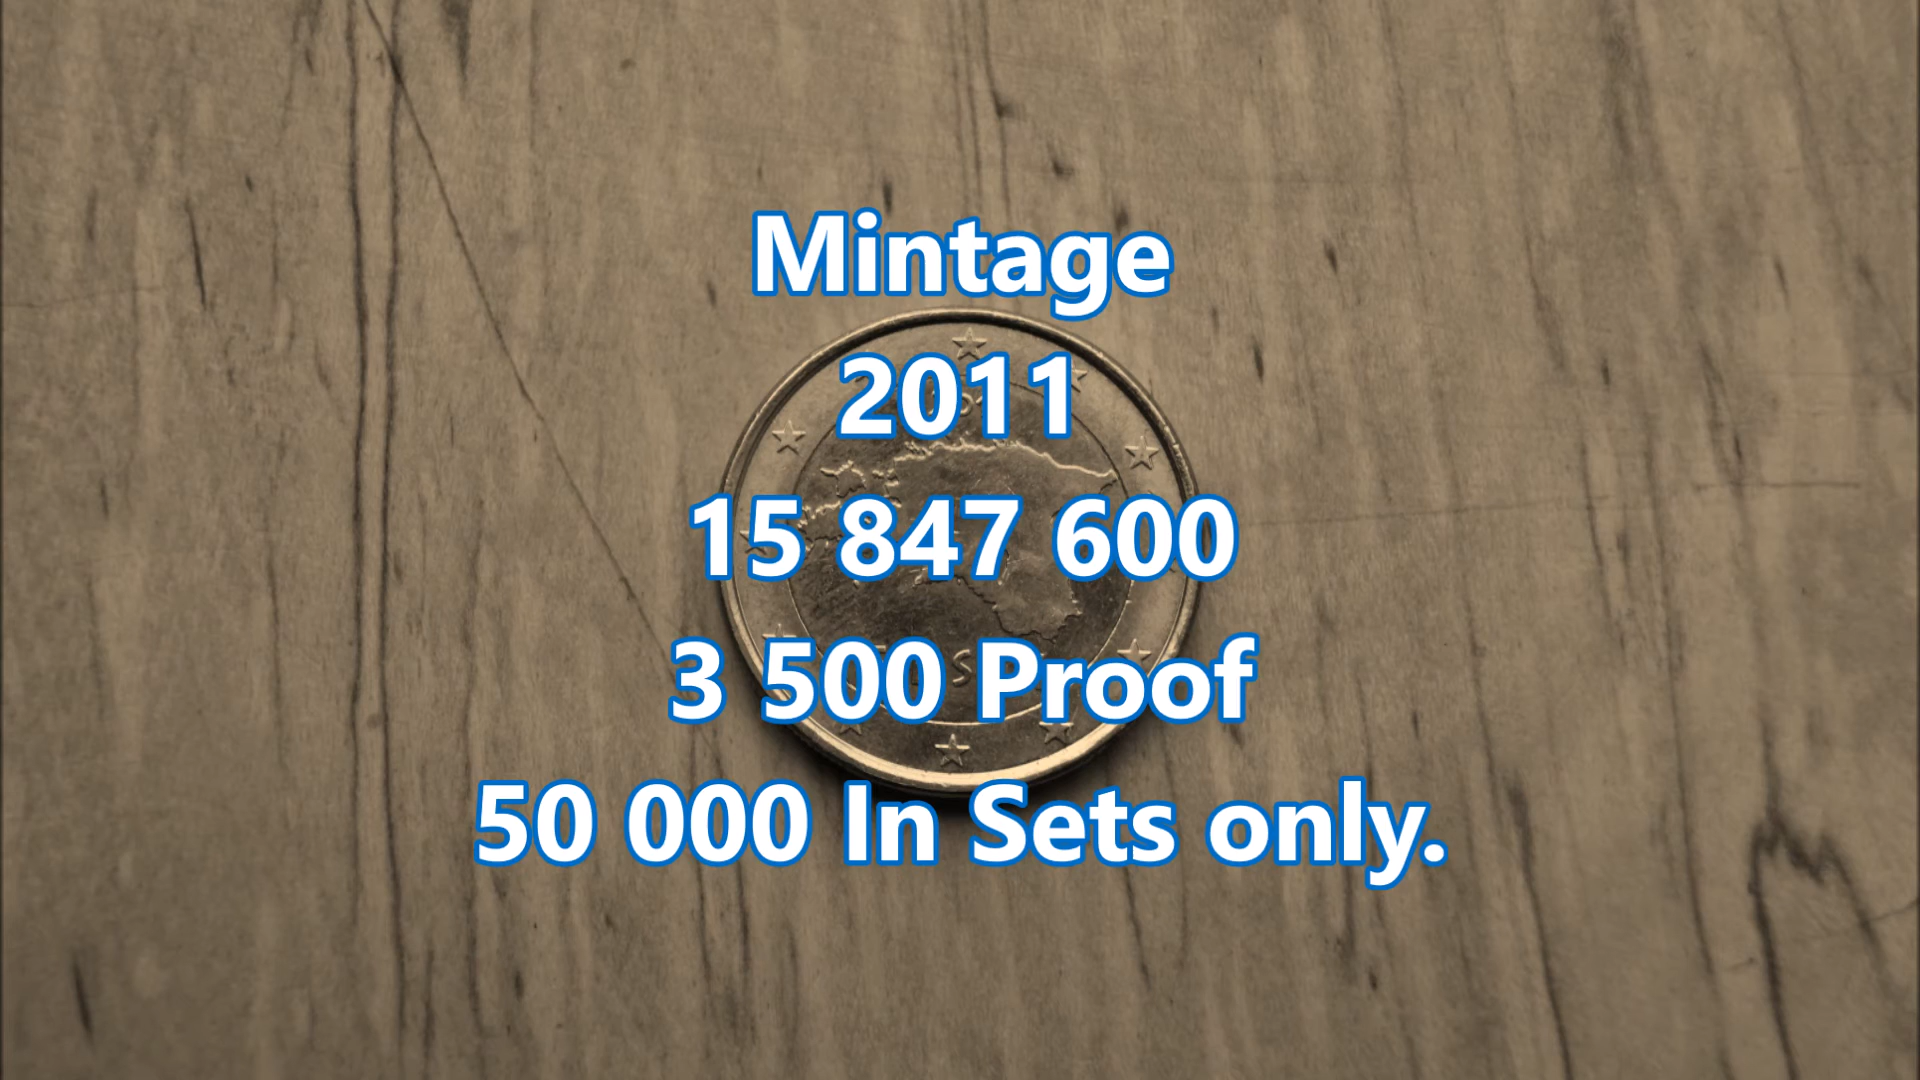 Mintage
2011
15 847 600
3 500 Proof
50 000 In Sets only.